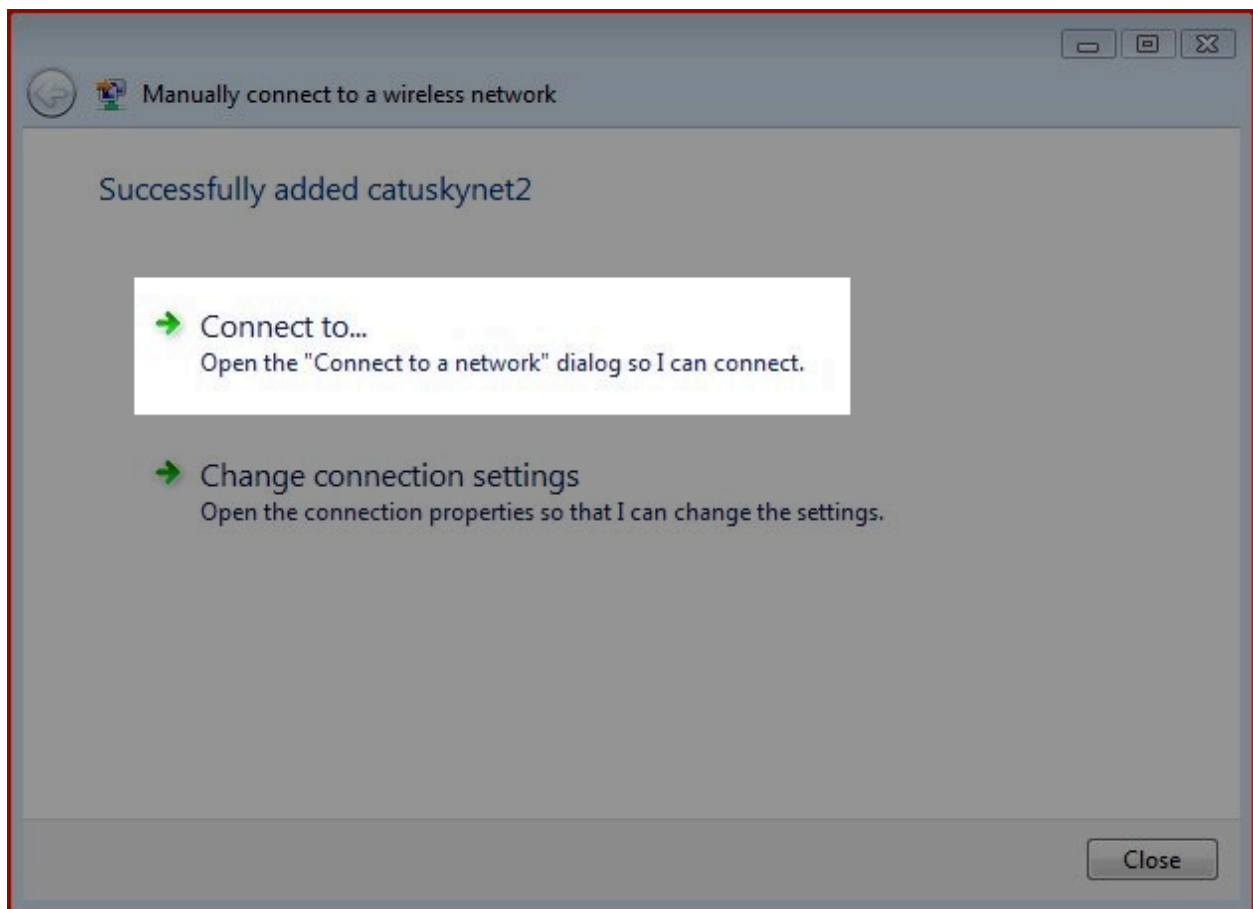 Manually connect to a wireless network
Successfully added catuskynet2
Connect to...
Open the "Connect to a network" dialog so I can connect.
Change connection settings
Open the connection properties so that I can change the settings.
Close